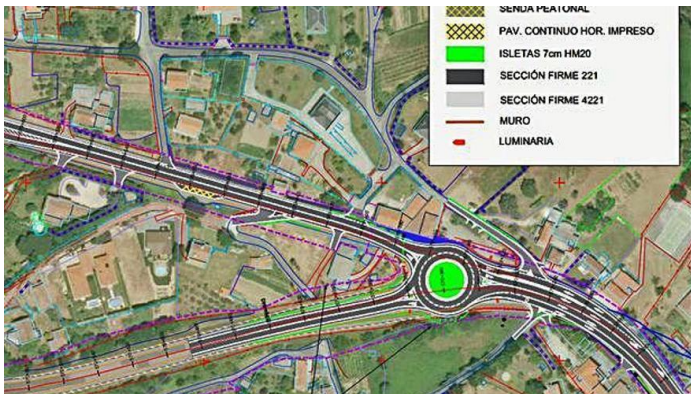 SENDA PEATONAL
PAV. CONTINUO HOR. IMPRESO
ISLETAS 7cm HM20
SECCIÓN FIRME 221
SECCIÓN FIRME 4221
MURO
LUMINARIA